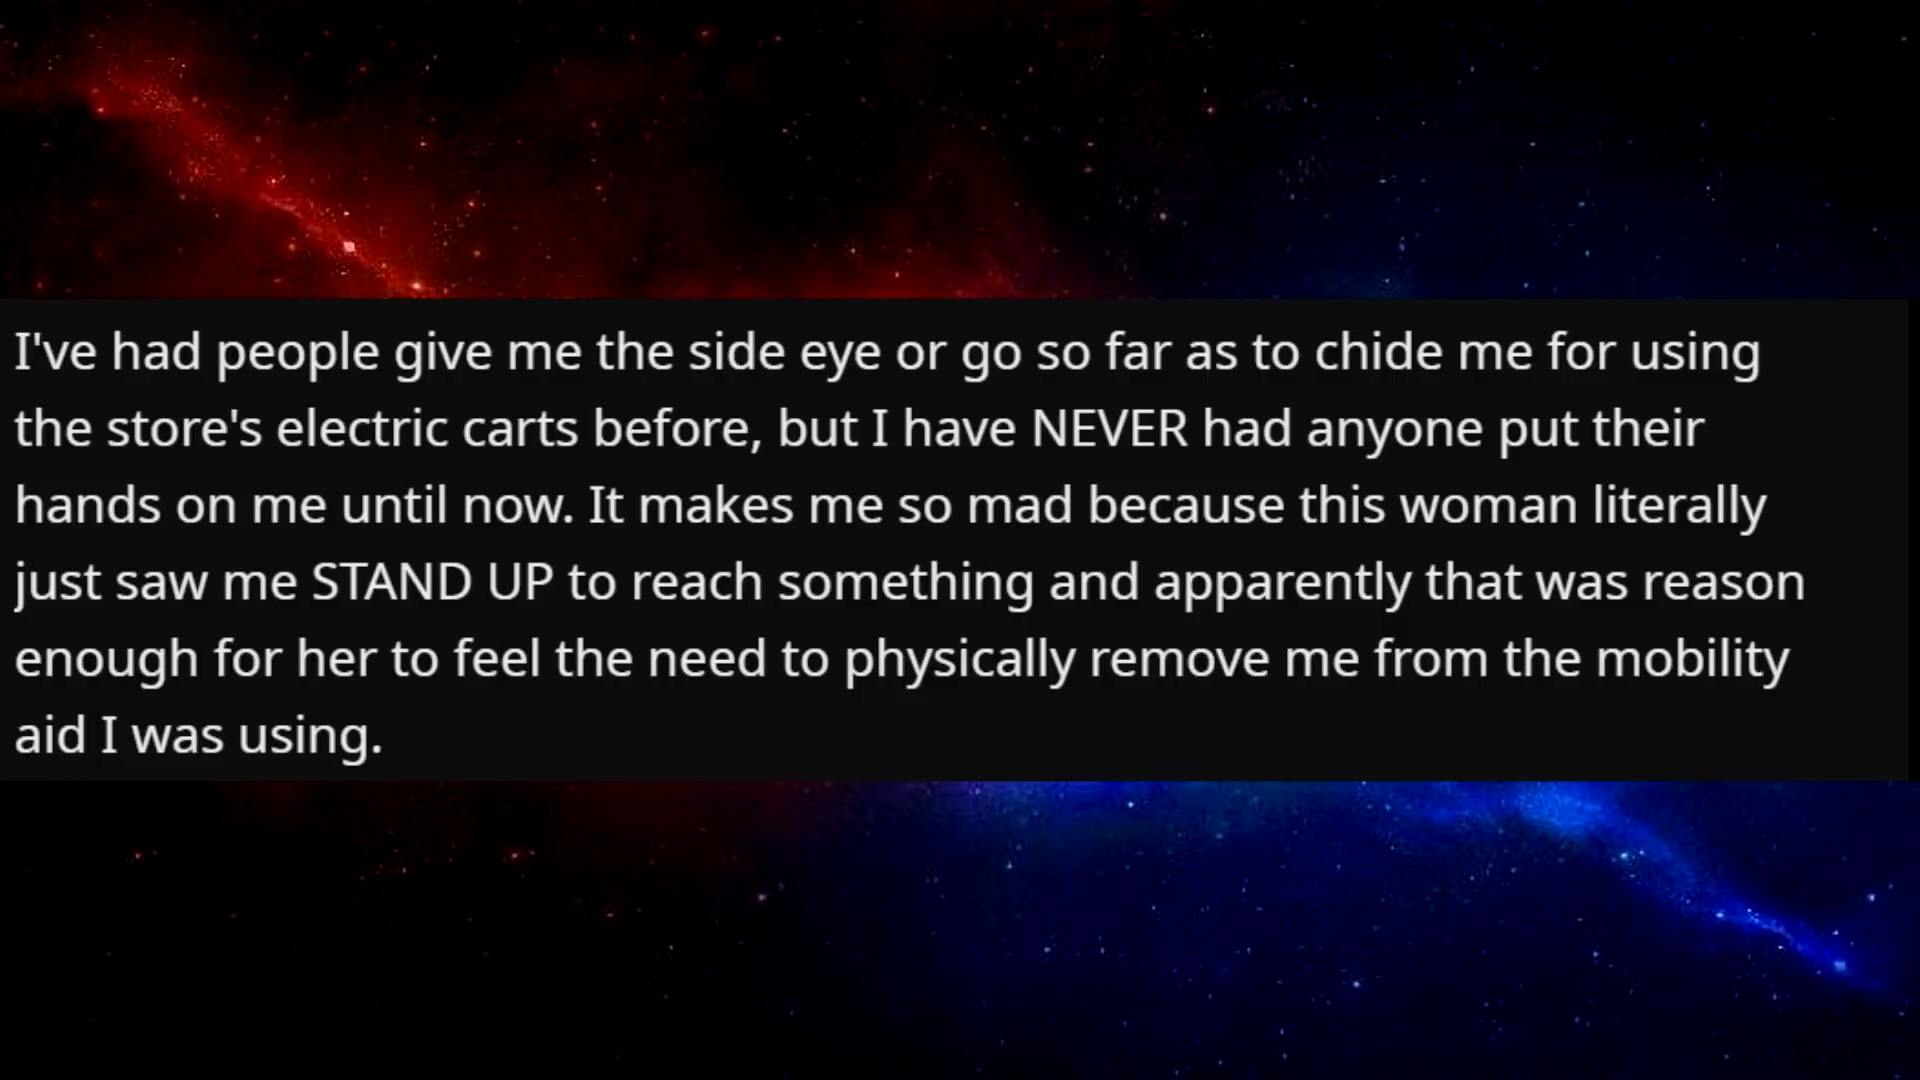 I've had people give me the side eye or go so far as to chide me for using
the store's electric carts before, but I have NEVER had anyone put their
hands on me until now. It makes me so mad because this woman literally
just saw me STAND UP to reach something and apparently that was reason
enough for her to feel the need to physically remove me from the mobility
aid I was using.